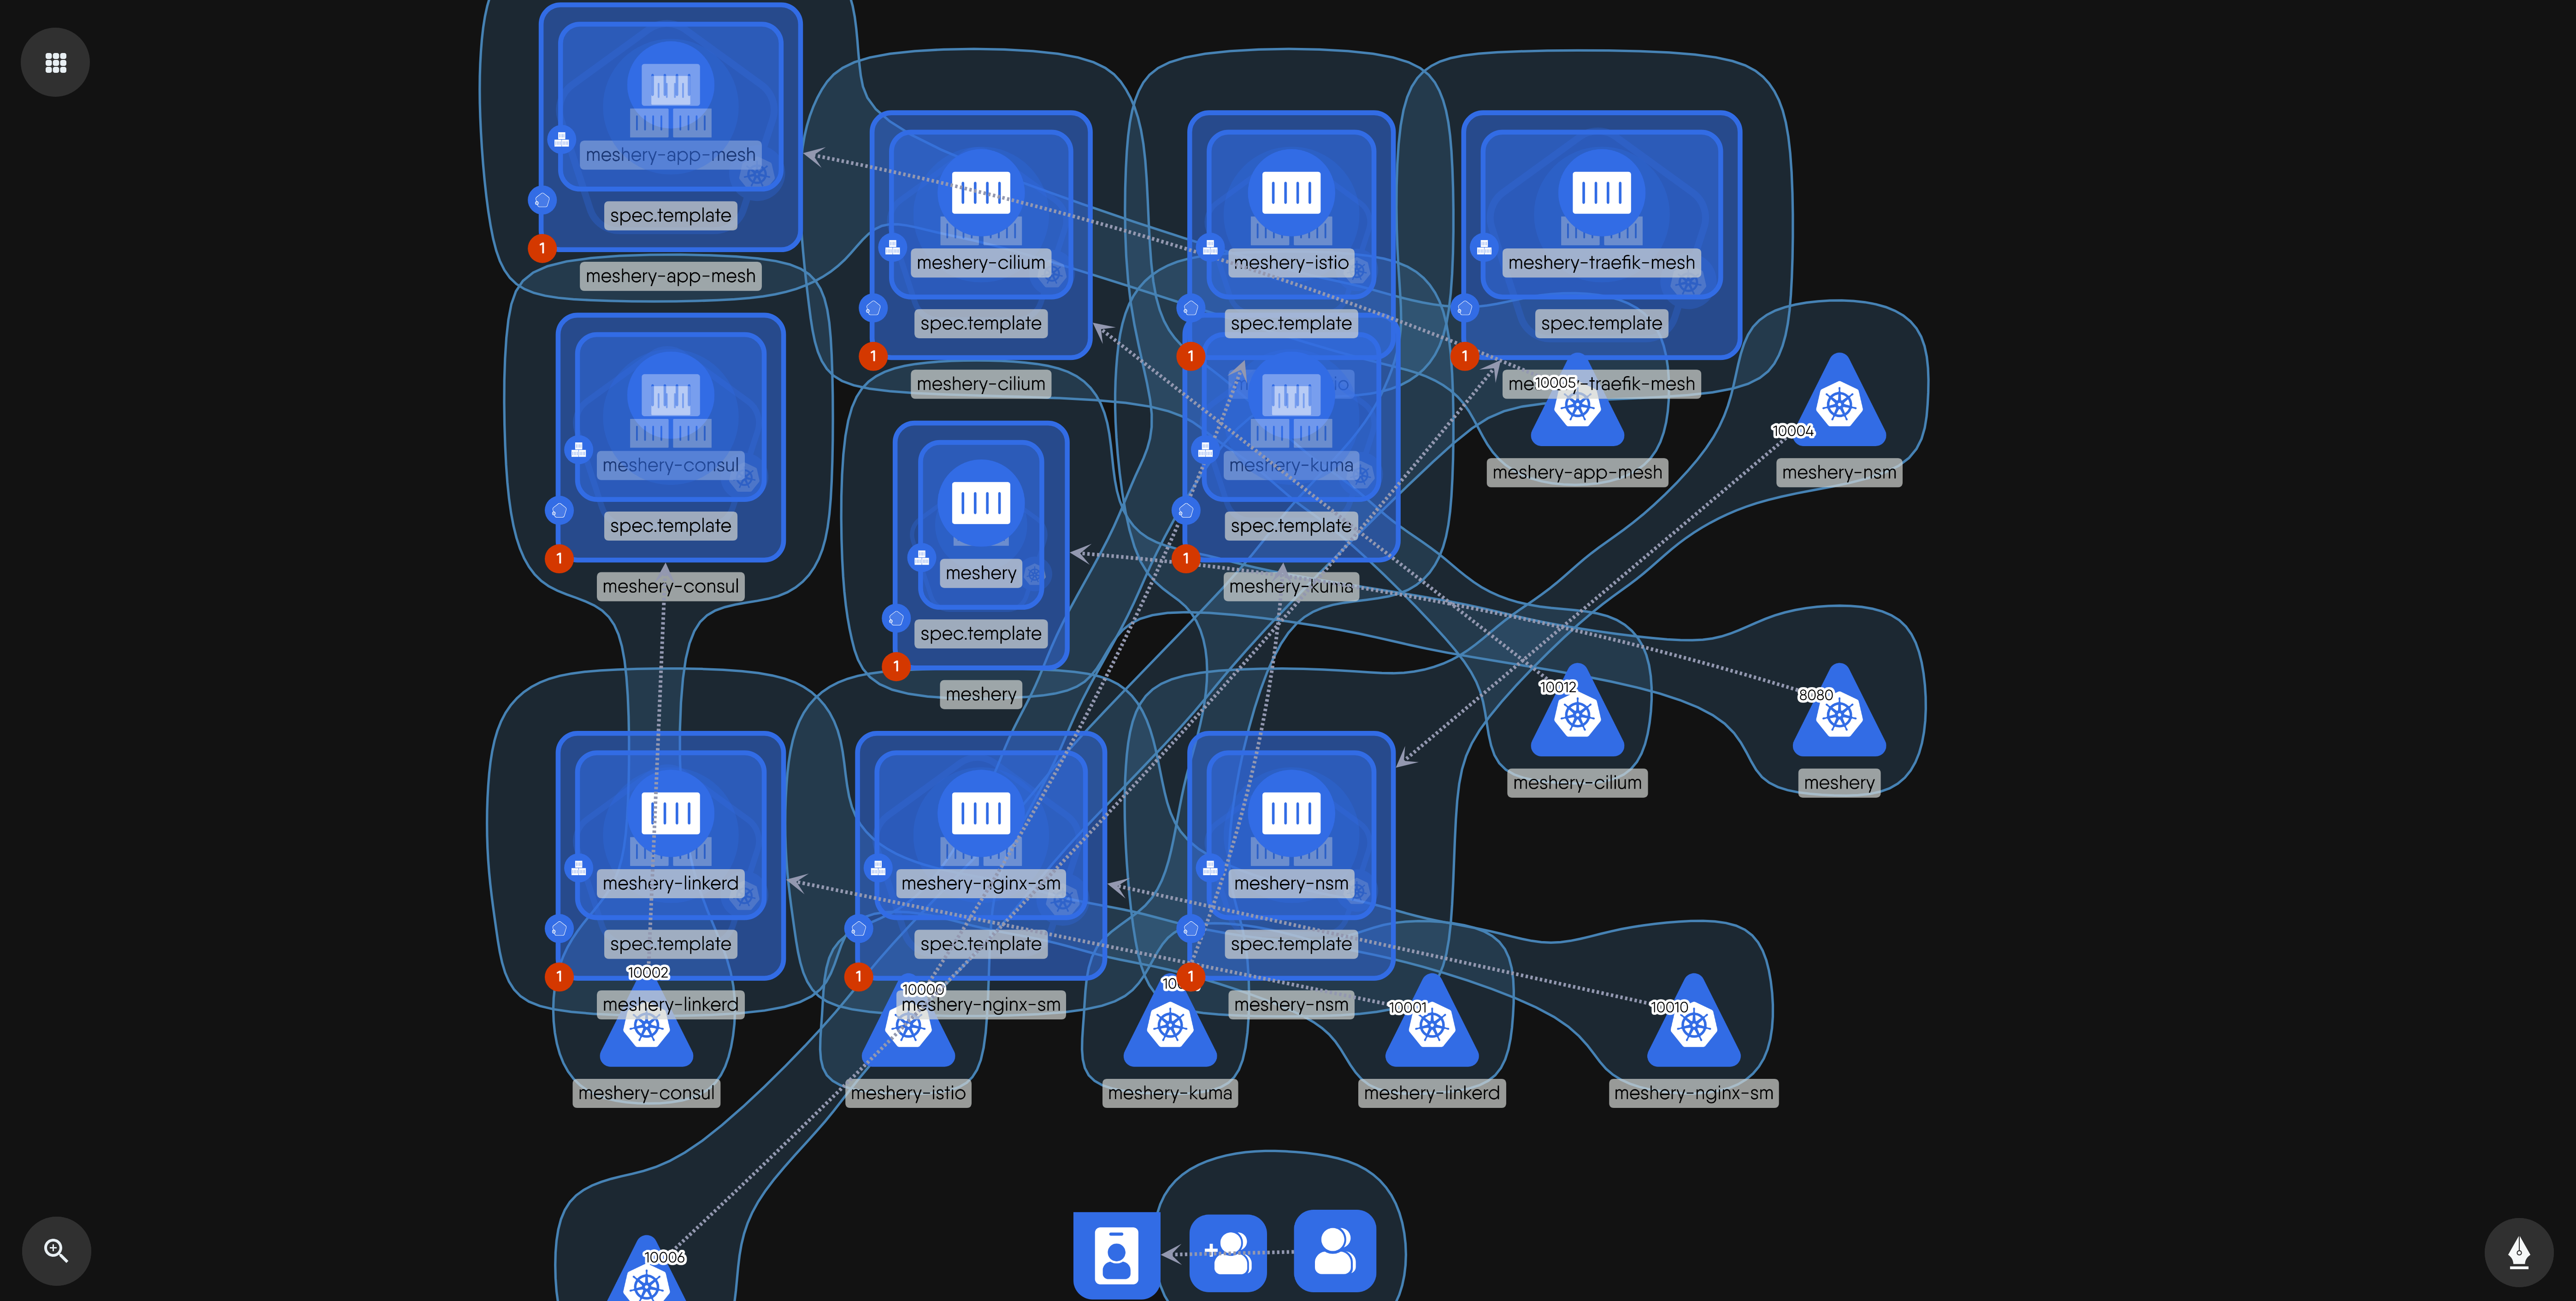 meshery-app-mesh
spec.template
1
meshery-app-mesh
meshery-cilium
spec.template
1
meshery-cilium
meshery-istio
spec.template
1
meshery-traefik-mesh
spec.template
1
10005
meshery-app-mesh
10004
meshery-nsm
meshery-consul
spec.template
1
meshery-consul
meshery
spec.template
1
meshery
meshery-kuma
spec.template
1
meshery-kuma
10012
meshery-cilium
8080
meshery
meshery-linkerd
spec.template
1
meshery-linkerd
meshery-nginx-sm
spec.template
1
meshery-nginx-sm
meshery-nsm
spec.template
1
meshery-nsm
10002
meshery-consul
10000
meshery-istio
meshery-kuma
10001
meshery-linkerd
10010
meshery-nginx-sm
10006